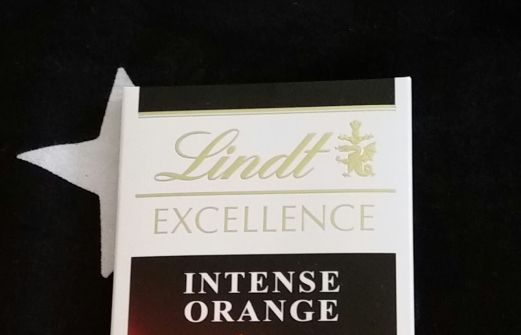 Lindt
EXCELLENCE
INTENSE
ORANGE